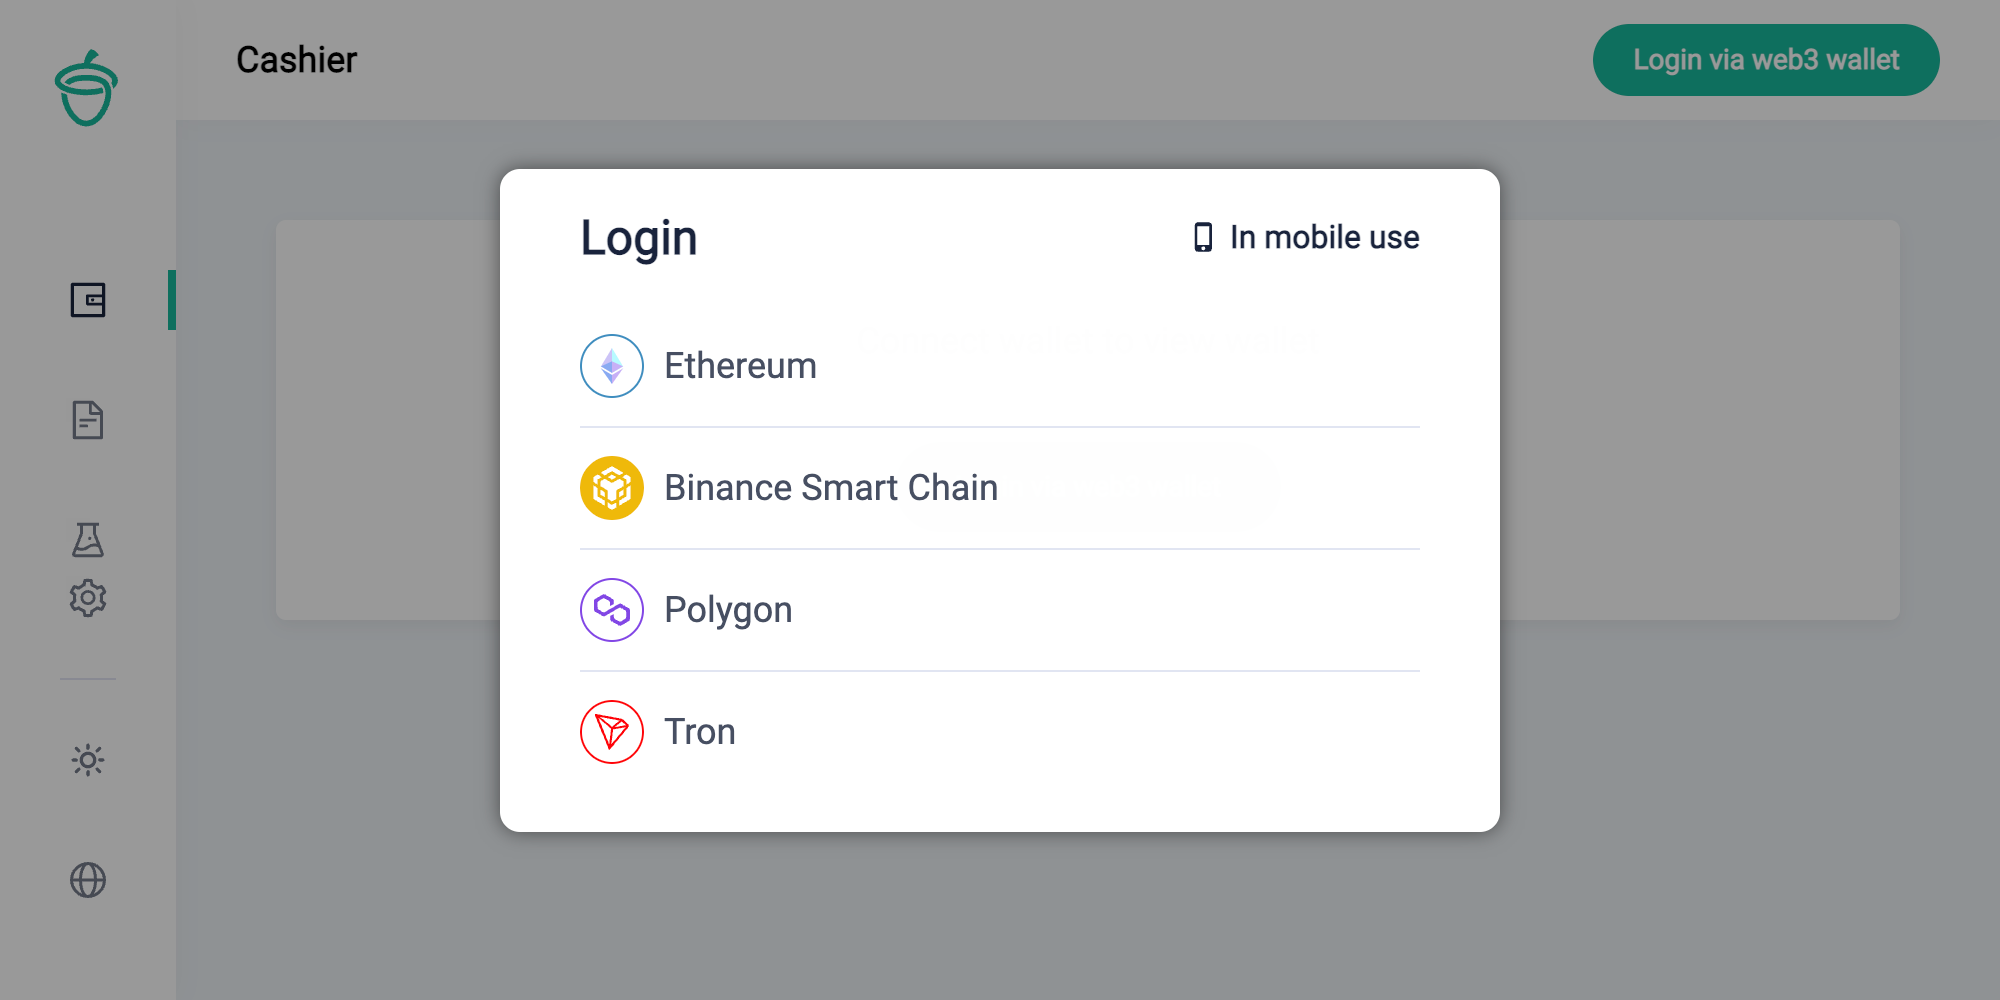 Cashier
Login via web3 wallet
Login
In mobile use
Ethereum
Binance Smart Chain
Polygon
Tron